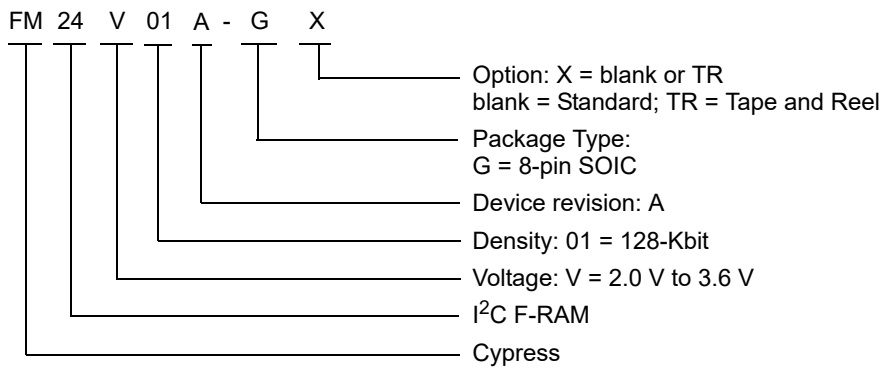 FM 24 V 01 A - G X
Option: X = blank or TR
blank = Standard; TR = Tape and Reel
Package Type:
G = 8-pin SOIC
Device revision: A
Density: 01 = 128-Kbit
Voltage: V = 2.0 V to 3.6 V
I²C F-RAM
Cypress